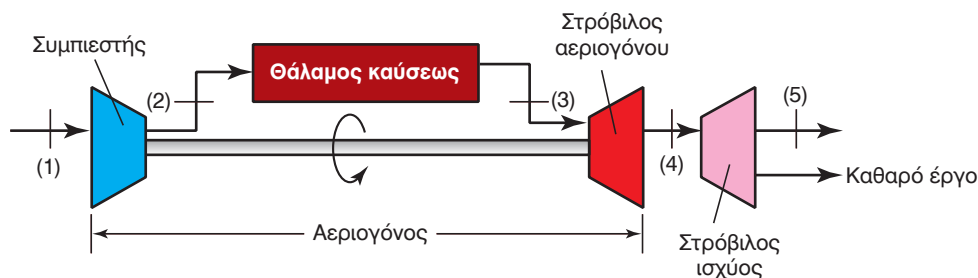 Συμπιεστής
Στρόβιλος
αεριογόνου
Θάλαμος καύσεως
(2)
(3)
(5)
(1)
(4)
Καθαρό έργο
Αεριογόνος
Στρόβιλος
ισχύος